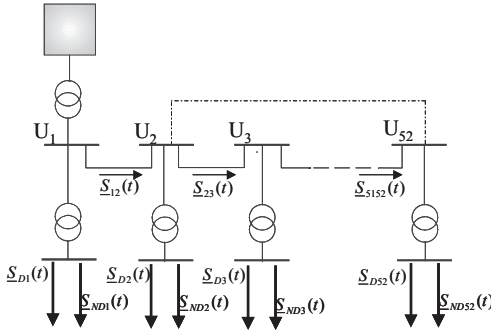 U1 U2 U3 U52
S12(t) S23(t) S5152(t)
SD1(t) SD2(t) SD3(t) SD52(t)
SND1(t) SND2(t) SND3(t) SND52(t)